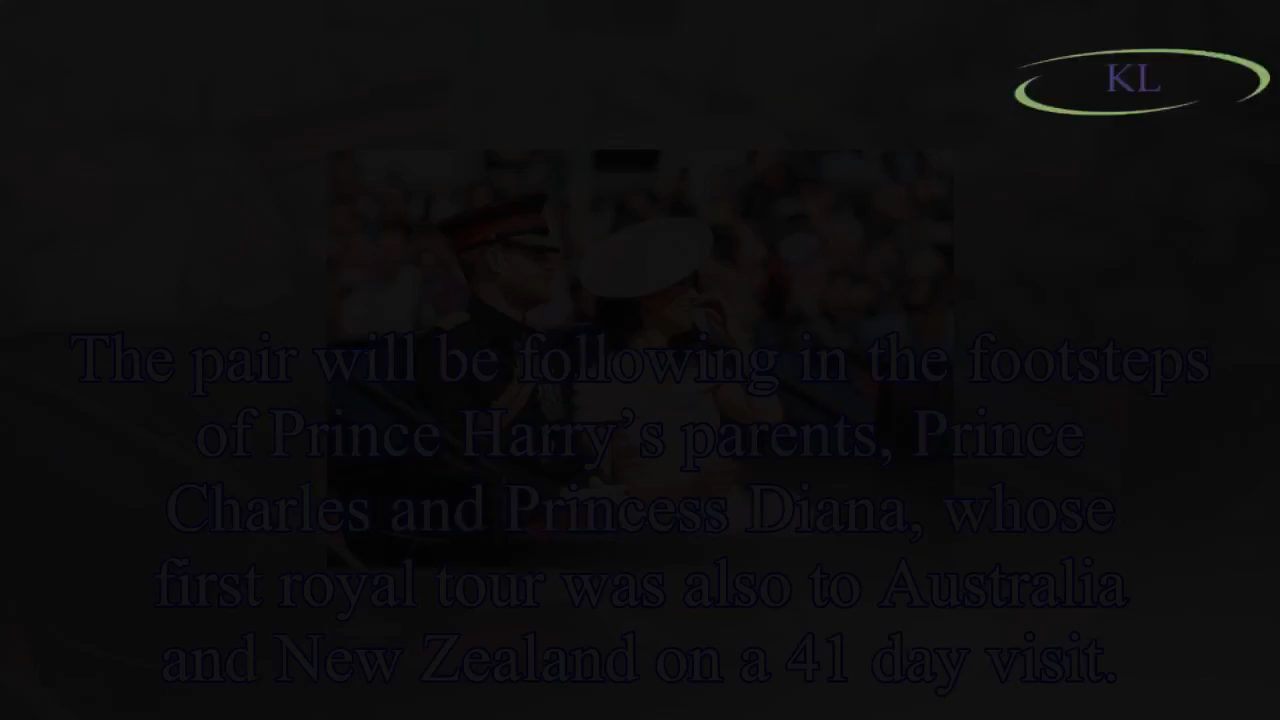 KL
The pair will be following in the footsteps
of Prince Harry’s parents, Prince
Charles and Princess Diana, whose
first royal tour was also to Australia
and New Zealand on a 41 day visit.